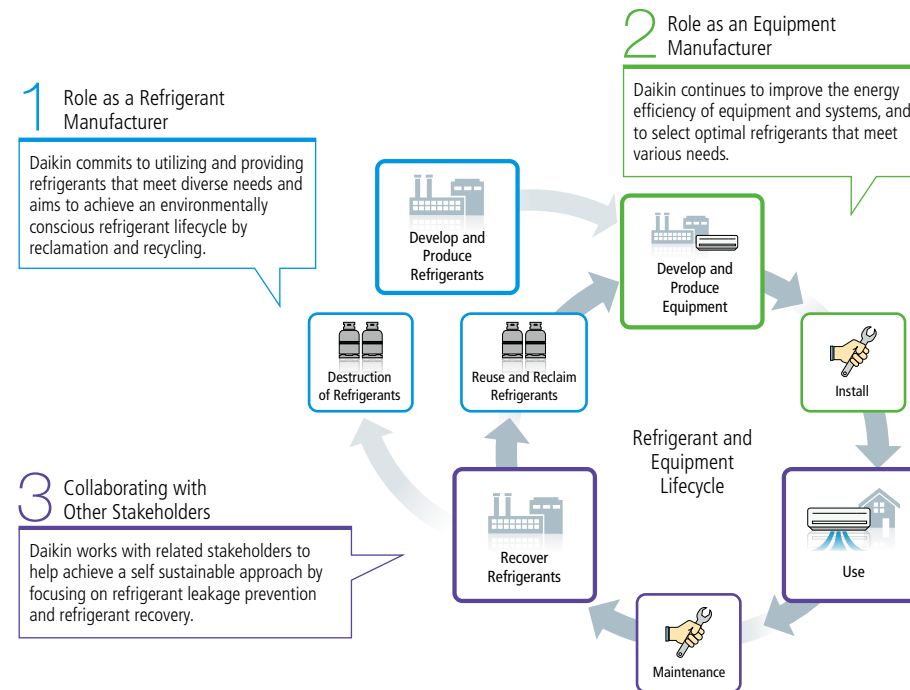 1
Role as a Refrigerant
Manufacturer
Daikin commits to utilizing and providing
refrigerants that meet diverse needs and
aims to achieve an environmentally
conscious refrigerant lifecycle by
reclamation and recycling.
2
Role as an Equipment
Manufacturer
Daikin continues to improve the energy
efficiency of equipment and systems, and
to select optimal refrigerants that meet
various needs.
Develop and
Produce
Refrigerants
Develop and
Produce
Equipment
Destruction
of Refrigerants
Reuse and Reclaim
Refrigerants
Install
Refrigerant and
Equipment
Lifecycle
3
Collaborating with
Other Stakeholders
Daikin works with related stakeholders to
help achieve a self sustainable approach by
focusing on refrigerant leakage prevention
and refrigerant recovery.
Recover
Refrigerants
Use
Maintenance